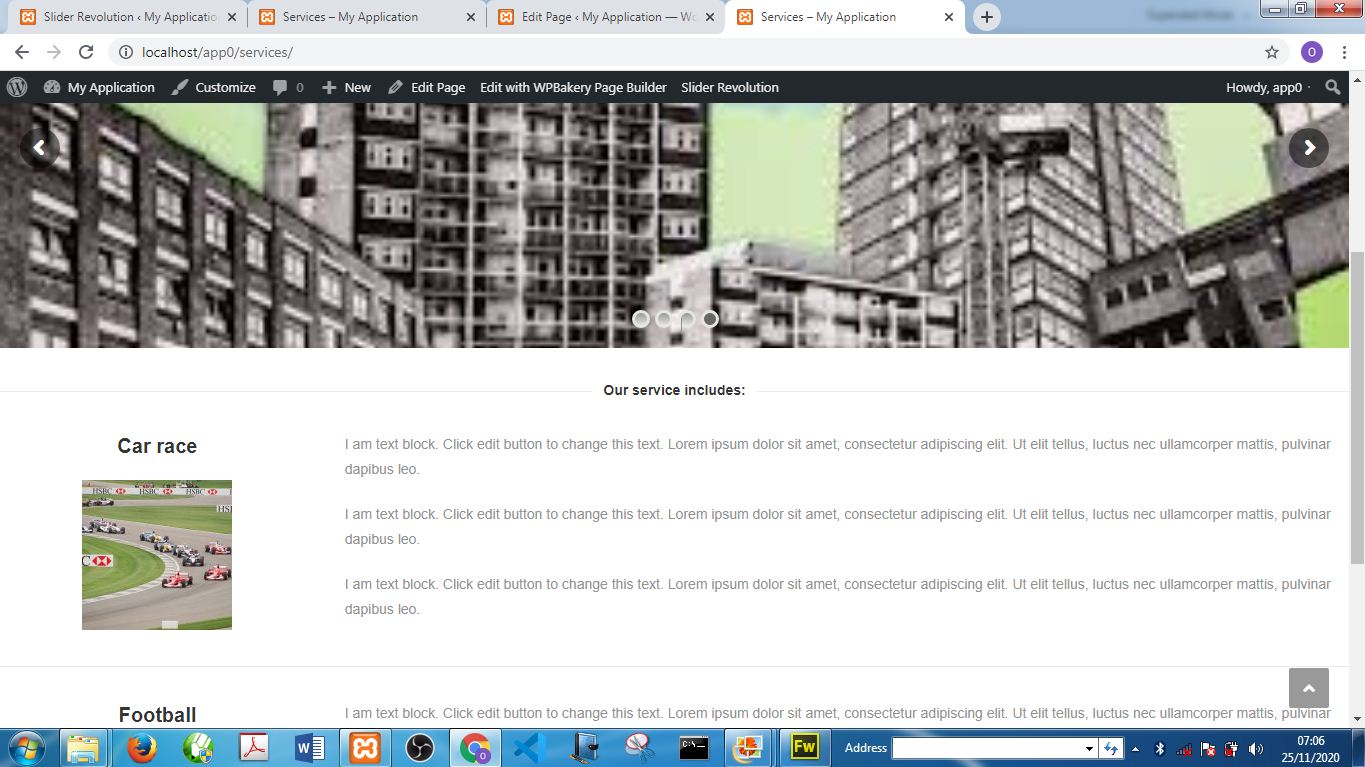 Slider Revolution ‹ My Applicatio
Services – My Application
Edit Page ‹ My Application — Wo
Services – My Application
O
localhost/app0/services/
My Application
Customize
0
New
Edit Page
Edit with WPBakery Page Builder
Slider Revolution
Howdy, app0
Our service includes:
Car race
I am text block. Click edit button to change this text. Lorem ipsum dolor sit amet, consectetur adipiscing elit. Ut elit tellus, luctus nec ullamcorper mattis, pulvinar
dapibus leo.
HSBC HSBC HSBC
I am text block. Click edit button to change this text. Lorem ipsum dolor sit amet, consectetur adipiscing elit. Ut elit tellus, luctus nec ullamcorper mattis, pulvinar
dapibus leo.
I am text block. Click edit button to change this text. Lorem ipsum dolor sit amet, consectetur adipiscing elit. Ut elit tellus, luctus nec ullamcorper mattis, pulvinar
dapibus leo.
Football
I am text block. Click edit button to change this text. Lorem ipsum dolor sit amet, consectetur adipiscing elit. Ut elit tellus, luctus nec ullamcorper mattis, pulvinar
Fw
Address
07:06
25/11/2020